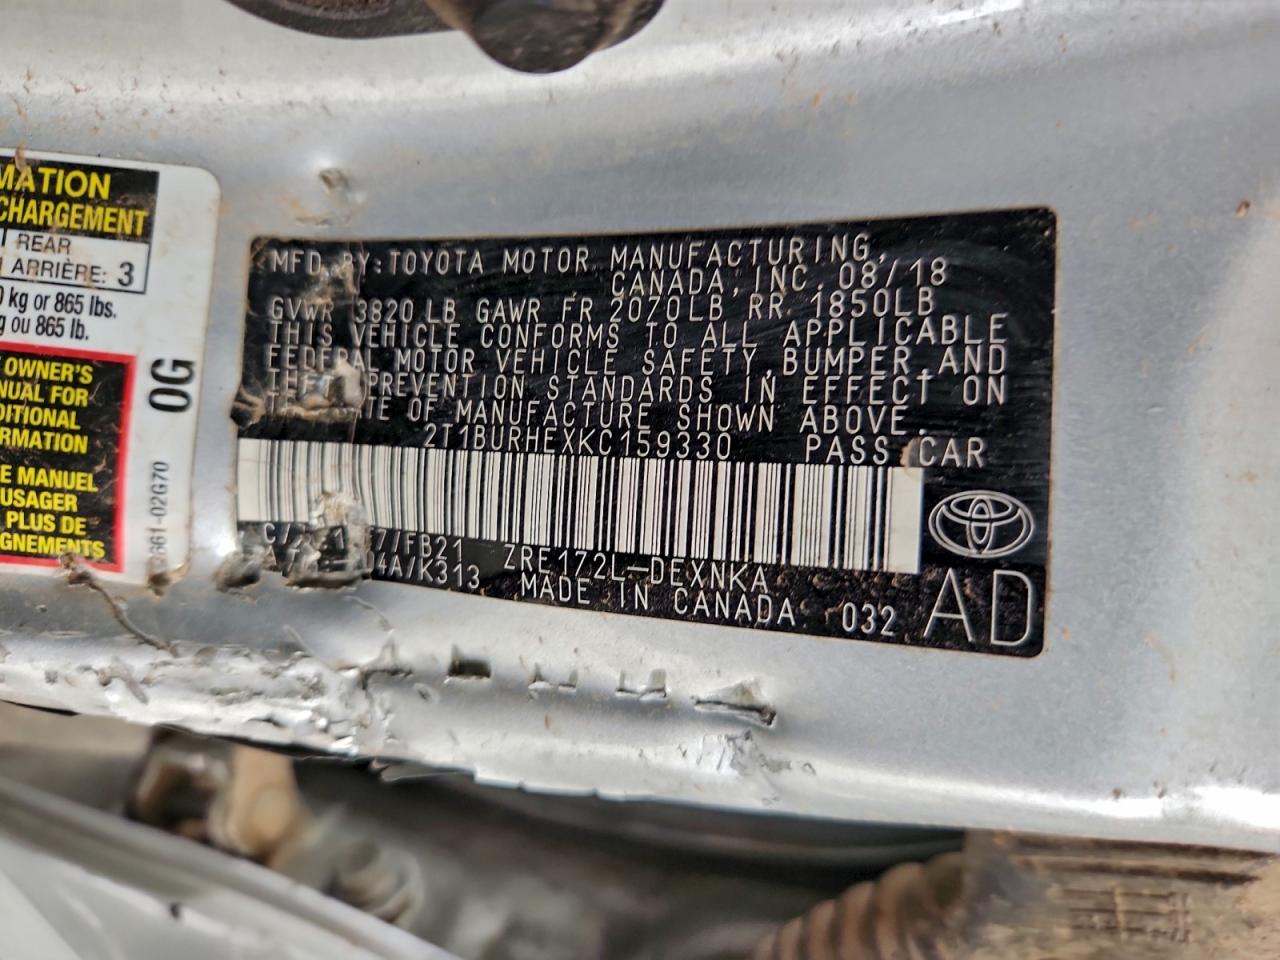 MATION
CHARGEMENT
REAR
ARRIÈRE: 3
kg or 865 lbs.
ou 865 lb.
OWNER'S
NUAL FOR
DITIONAL
RMATION
E MANUEL
USAGER
PLUS DE
GNEMENTS
0G
661-02G70
MFD. BY: TOYOTA MOTOR MANUFACTURING,
CANADA, INC. 08/18
GVWR 3820 LB GAWR FR 2070LB RR. 1850LB
THIS VEHICLE CONFORMS TO ALL APPLICABLE
FEDERAL MOTOR VEHICLE SAFETY, BUMPER, AND
PREVENTION STANDARDS IN EFFECT ON
OF MANUFACTURE SHOWN ABOVE.
2T1BURHEXKC159330 PASS CAR
7/FB21 ZRE172L-DEXNKA
04A/K313 MADE IN CANADA 032
AD